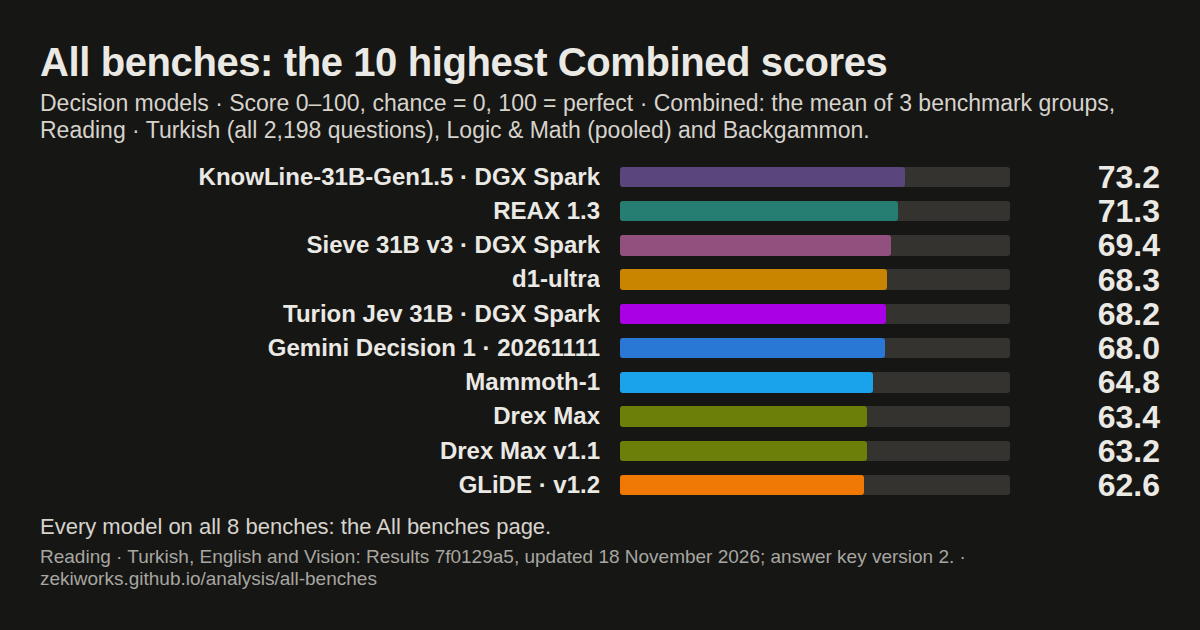 All benches: the 10 highest Combined scores
Decision models · Score 0–100, chance = 0, 100 = perfect · Combined: the mean of 3 benchmark groups,
Reading · Turkish (all 2,198 questions), Logic & Math (pooled) and Backgammon.
KnowLine-31B-Gen1.5 · DGX Spark 73.2
REAX 1.3 71.3
Sieve 31B v3 · DGX Spark 69.4
d1-ultra 68.3
Turion Jev 31B · DGX Spark 68.2
Gemini Decision 1 · 20261111 68.0
Mammoth-1 64.8
Drex Max 63.4
Drex Max v1.1 63.2
GLiDE · v1.2 62.6
Every model on all 8 benches: the All benches page.
Reading · Turkish, English and Vision: Results 7f0129a5, updated 18 November 2026; answer key version 2. ·
zekiworks.github.io/analysis/all-benches